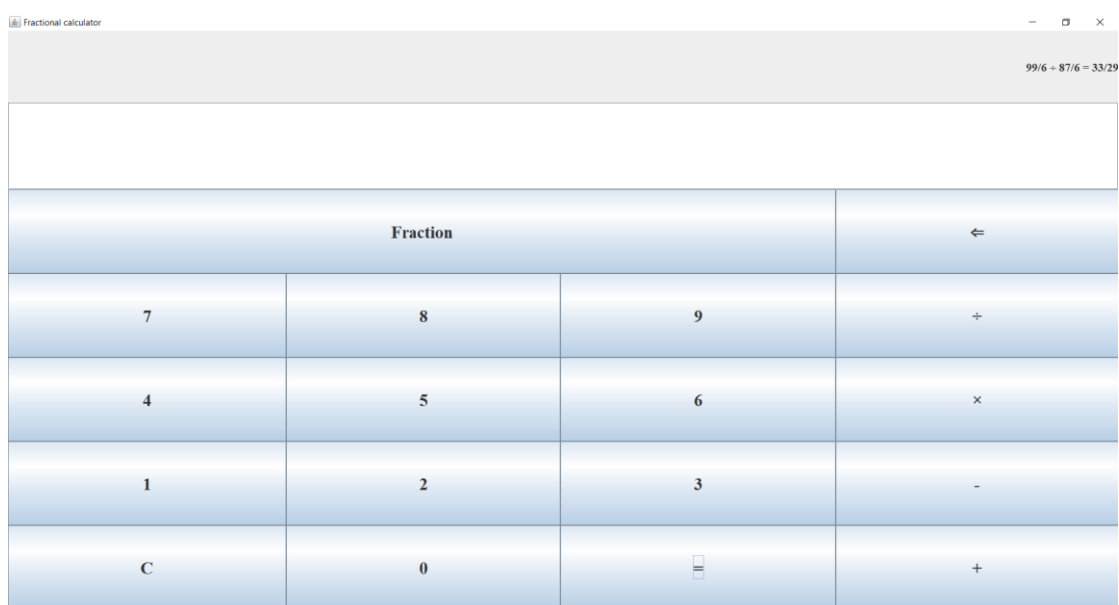 Fractional calculator
99/6 ÷ 87/6 = 33/29
Fraction ⇐
7 8 9 ÷
4 5 6 ×
1 2 3 -
C 0 = +